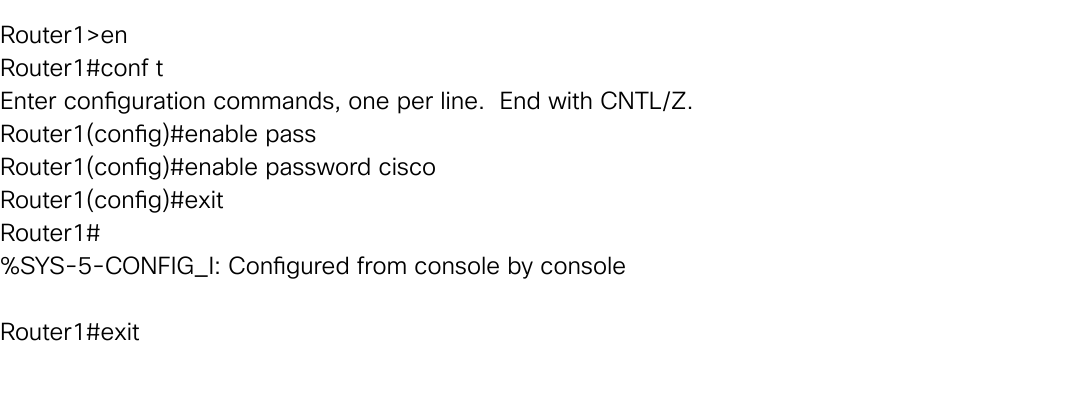 Router1>en
Router1#conf t
Enter configuration commands, one per line.  End with CNTL/Z.
Router1(config)#enable pass
Router1(config)#enable password cisco
Router1(config)#exit
Router1#
%SYS-5-CONFIG_I: Configured from console by console
Router1#exit